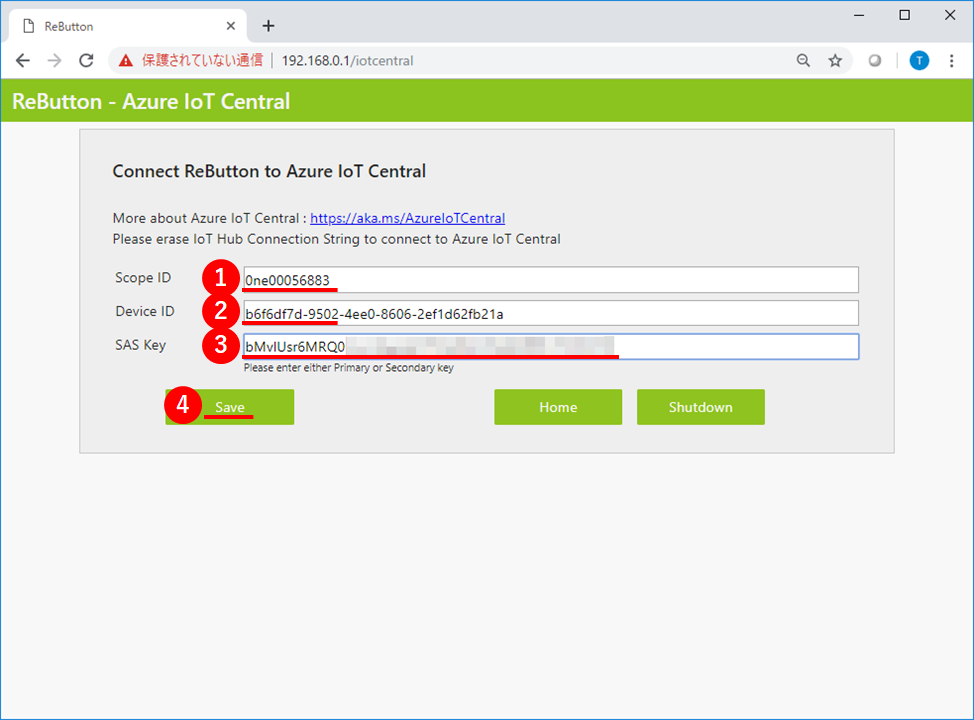 ReButton
保護されていない通信 192.168.0.1/iotcentral
T
ReButton - Azure IoT Central
Connect ReButton to Azure IoT Central
More about Azure IoT Central : https://aka.ms/AzureIoTCentral
Please erase IoT Hub Connection String to connect to Azure IoT Central
Scope ID 1 0ne00056883
Device ID 2 b6f6df7d-9502-4ee0-8606-2ef1d62fb21a
SAS Key 3 bMvlUsr6MRQ0
Please enter either Primary or Secondary key
4 Save Home Shutdown